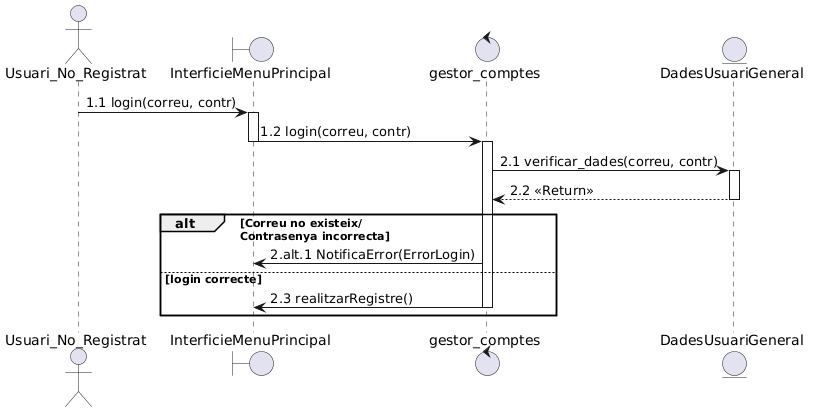 Usuari_No_Registrat
InterficieMenuPrincipal
gestor_comptes
DadesUsuariGeneral
1.1 login(correu, contr)
1.2 login(correu, contr)
2.1 verificar_dades(correu, contr)
2.2 «Return»
alt
[Correu no existeix/
Contrasenya incorrecta]
2.alt.1 NotificaError(ErrorLogin)
[login correcte]
2.3 realitzarRegistre()
Usuari_No_Registrat
InterficieMenuPrincipal
gestor_comptes
DadesUsuariGeneral